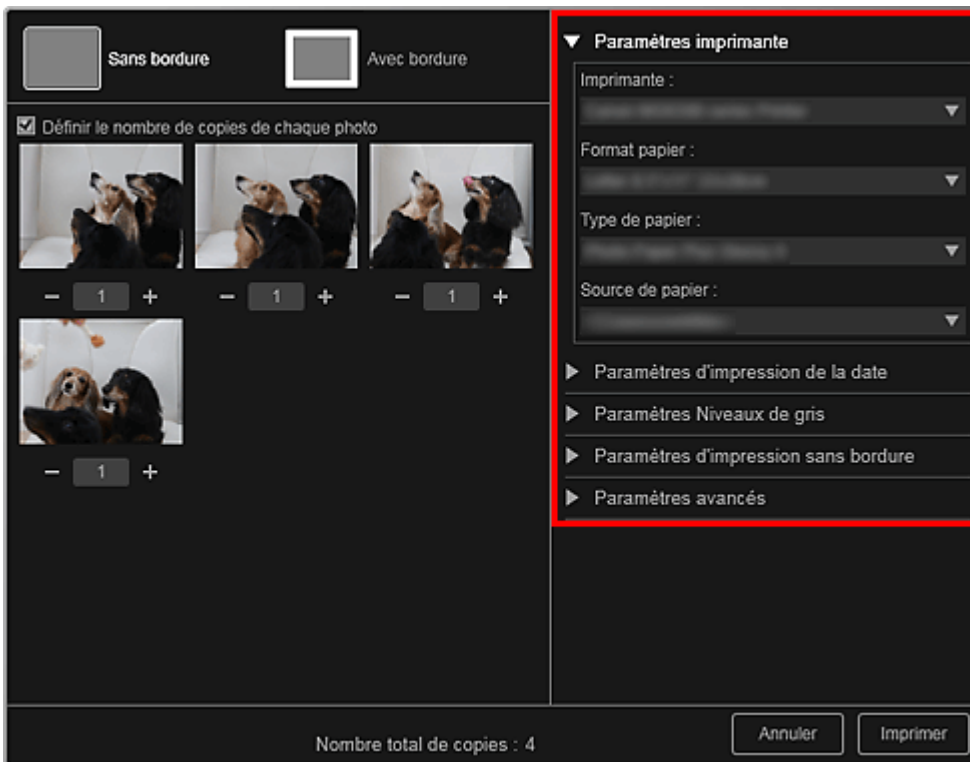 Sans bordure
Avec bordure
Définir le nombre de copies de chaque photo
1
1
1
1
Paramètres imprimante
Imprimante :
Format papier :
Type de papier :
Source de papier :
Paramètres d'impression de la date
Paramètres Niveaux de gris
Paramètres d'impression sans bordure
Paramètres avancés
Nombre total de copies : 4
Annuler
Imprimer